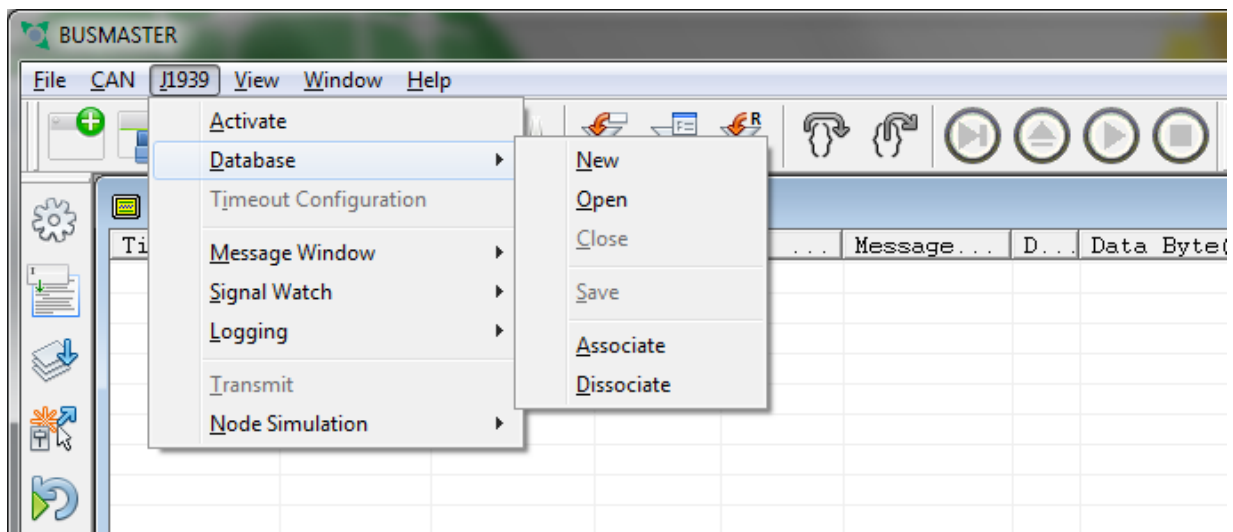 BUSMASTER
File CAN J1939 View Window Help
Activate
Database
Timeout Configuration
Message Window
Signal Watch
Logging
Transmit
Node Simulation
New
Open
Close
Save
Associate
Dissociate
R
Ti ... Message... D... Data Byte(